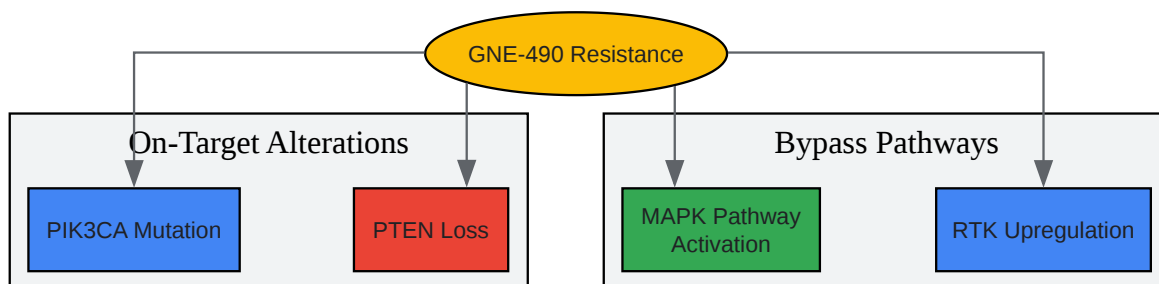 GNE-490 Resistance
On-Target Alterations
Bypass Pathways
PIK3CA Mutation
PTEN Loss
MAPK Pathway
Activation
RTK Upregulation